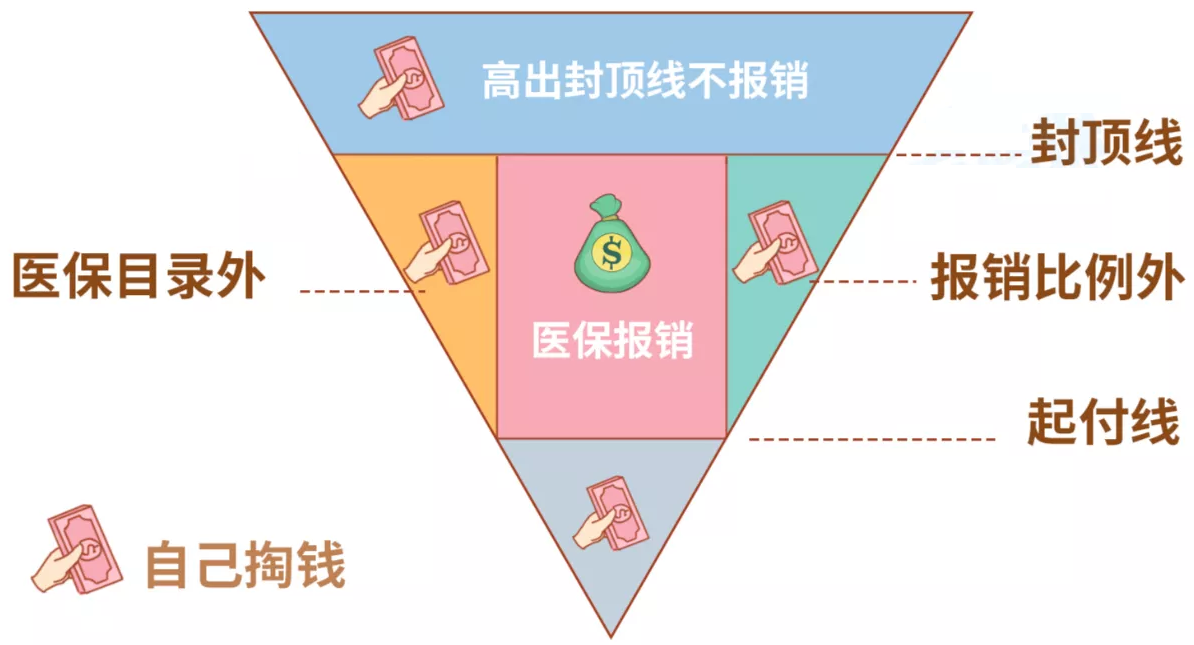 高出封顶线不报销
封顶线
医保目录外
$
报销比例外
医保报销
起付线
自己掏钱